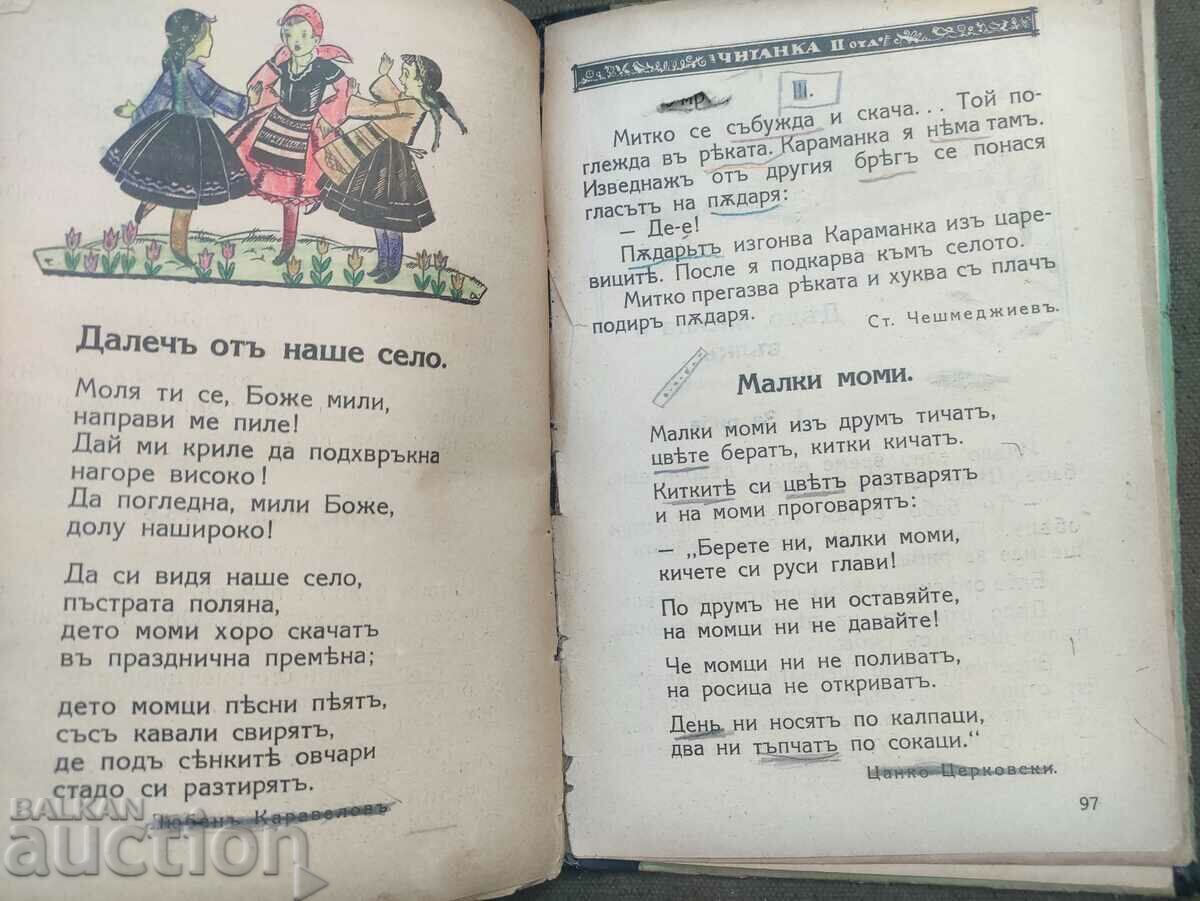 Далечъ отъ наше село.
Моля ти се, Боже мили,
направи ме пиле!
Дай ми криле да подхвръкна
нагоре високо!
Да погледна, мили Боже,
долу нашироко!
Да си видя наше село,
пъстрата поляна,
дето моми хоро скачатъ
въ празднична премѣна;
дето момци пѣсни пѣятъ,
съсъ кавали свирятъ,
де подъ сѣнкитѣ овчари
стадо си разтирятъ.
Любенъ Каравеловъ
ЧИТАНКА II отд.
III.
Митко се събужда и скача... Той по-
глежда въ рѣката. Караманка я нѣма тамъ.
Изведнажъ отъ другия брѣгъ се понася
гласътъ на пѫдаря:
— Де-е!
Пѫдарьтъ изгонва Караманка изъ царе-
вицитѣ. После я подкарва къмъ селото.
Митко прегазва рѣката и хуква съ плачъ
подиръ пѫдаря.
Ст. Чешмеджиевъ.
Малки моми.
Малки моми изъ друмъ тичатъ,
цвѣте бератъ, китки кичатъ.
Киткитѣ си цвѣтъ разтварятъ
и на моми проговарятъ:
— „Берете ни, малки моми,
кичете си руси глави!
По друмъ не ни оставяйте,
на момци ни не давайте!
Че момци ни не поливатъ,
на росица не откриватъ.
День ни носятъ по калпаци,
два ни тъпчатъ по сокаци.“
Цанко Церковски.
97
BALKAN
auction